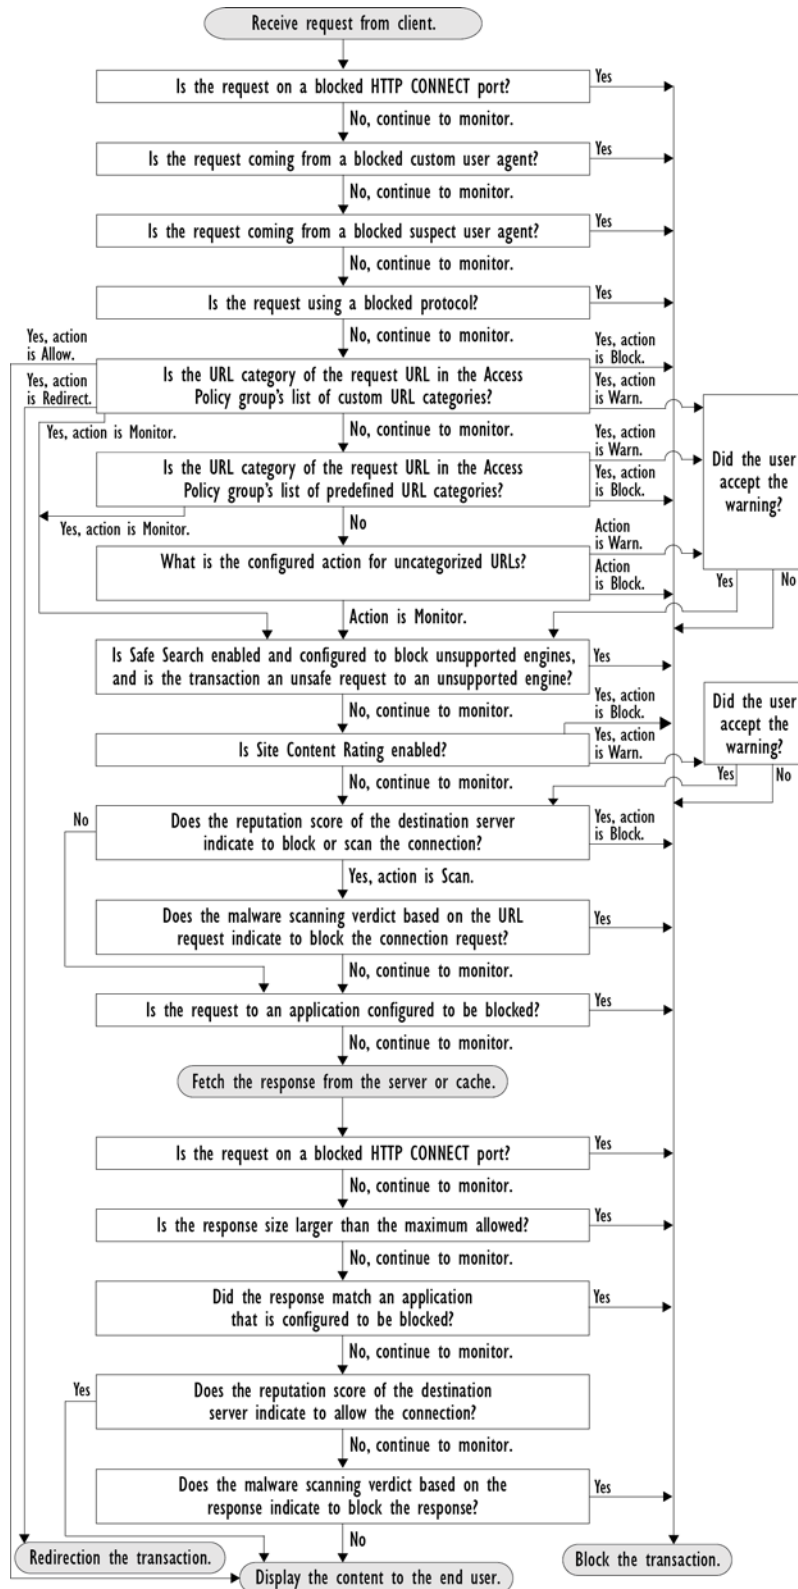 Receive request from client.
Is the request on a blocked HTTP CONNECT port?
Yes
No, continue to monitor.
Is the request coming from a blocked custom user agent?
Yes
No, continue to monitor.
Is the request coming from a blocked suspect user agent?
Yes
No, continue to monitor.
Is the request using a blocked protocol?
Yes
No, continue to monitor.
Yes, action
is Allow.
Yes, action
is Redirect.
Is the URL category of the request URL in the Access
Policy group's list of custom URL categories?
Yes, action
is Block.
Yes, action
is Warn.
Yes, action is Monitor.
No, continue to monitor.
Is the URL category of the request URL in the Access
Policy group's list of predefined URL categories?
Yes, action
is Warn.
Yes, action
is Block.
Did the user
accept the
warning?
Yes, action is Monitor.
No
What is the configured action for uncategorized URLs?
Action
is Warn.
Action
is Block.
Yes
No
Action is Monitor.
Is Safe Search enabled and configured to block unsupported engines,
and is the transaction an unsafe request to an unsupported engine?
Yes
No, continue to monitor.
Yes, action
is Block.
Is Site Content Rating enabled?
Yes, action
is Warn.
Did the user
accept the
warning?
Yes
No
No, continue to monitor.
No
Does the reputation score of the destination server
indicate to block or scan the connection?
Yes, action
is Block.
Yes, action is Scan.
Does the malware scanning verdict based on the URL
request indicate to block the connection request?
Yes
No, continue to monitor.
Is the request to an application configured to be blocked?
Yes
No, continue to monitor.
Fetch the response from the server or cache.
Is the request on a blocked HTTP CONNECT port?
Yes
No, continue to monitor.
Is the response size larger than the maximum allowed?
Yes
No, continue to monitor.
Did the response match an application
that is configured to be blocked?
Yes
No, continue to monitor.
Yes
Does the reputation score of the destination
server indicate to allow the connection?
No, continue to monitor.
Does the malware scanning verdict based on the
response indicate to block the response?
Yes
No
Redirection the transaction.
Display the content to the end user.
Block the transaction.